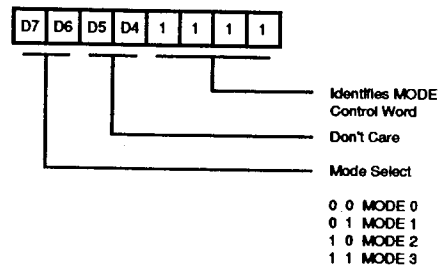 D7 D6 D5 D4 1 1 1 1
Identifies MODE
Control Word
Don't Care
Mode Select
0 0 MODE 0
0 1 MODE 1
1 0 MODE 2
1 1 MODE 3